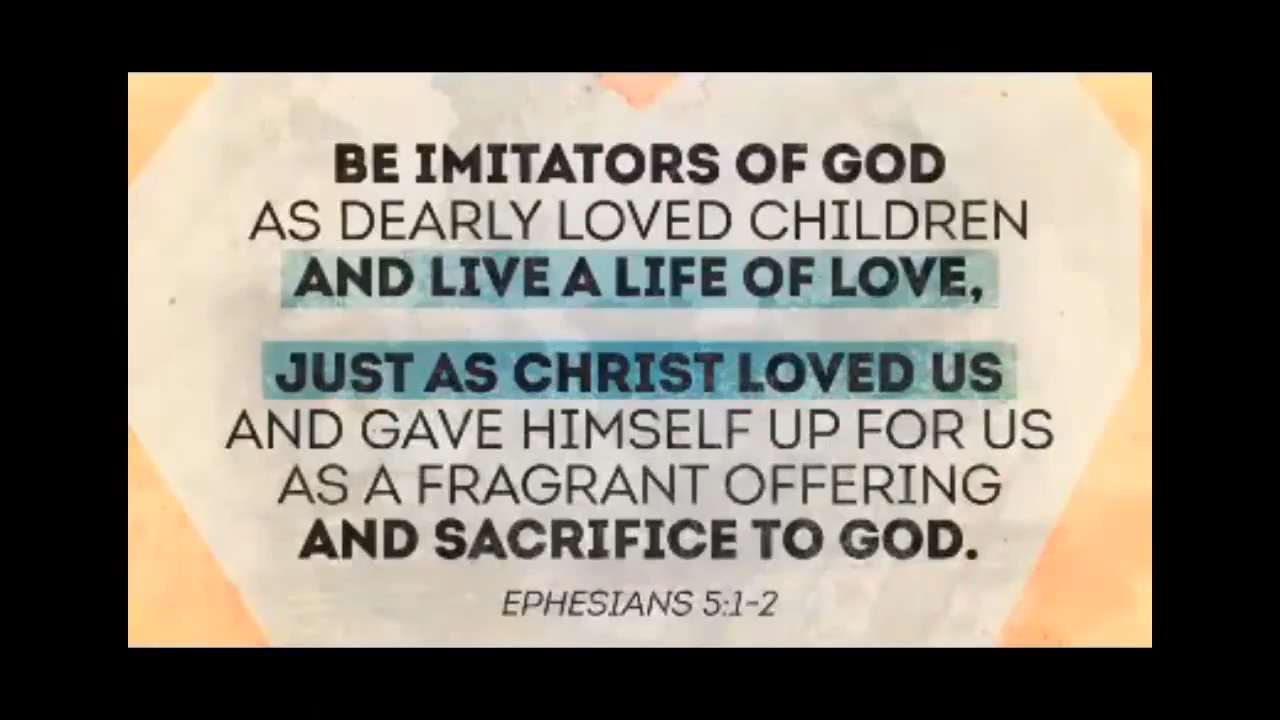 BE IMITATORS OF GOD
AS DEARLY LOVED CHILDREN
AND LIVE A LIFE OF LOVE,
JUST AS CHRIST LOVED US
AND GAVE HIMSELF UP FOR US
AS A FRAGRANT OFFERING
AND SACRIFICE TO GOD.
EPHESIANS 5:1-2